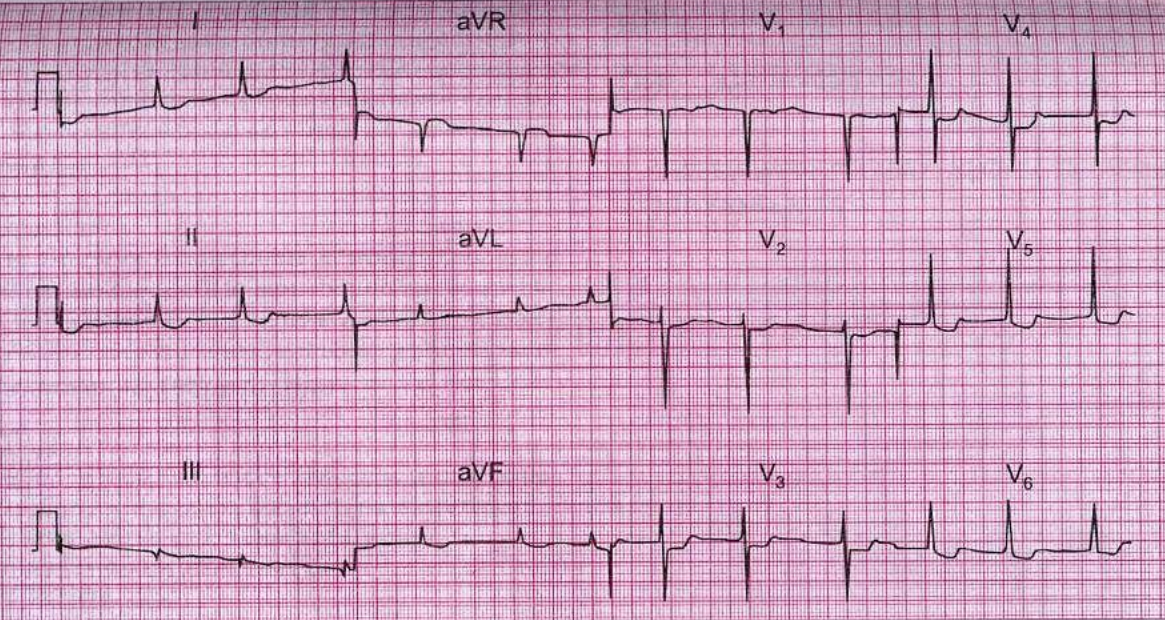 I aVR V₁ V₄
II aVL V₂ V₅
III aVF V₃ V₆